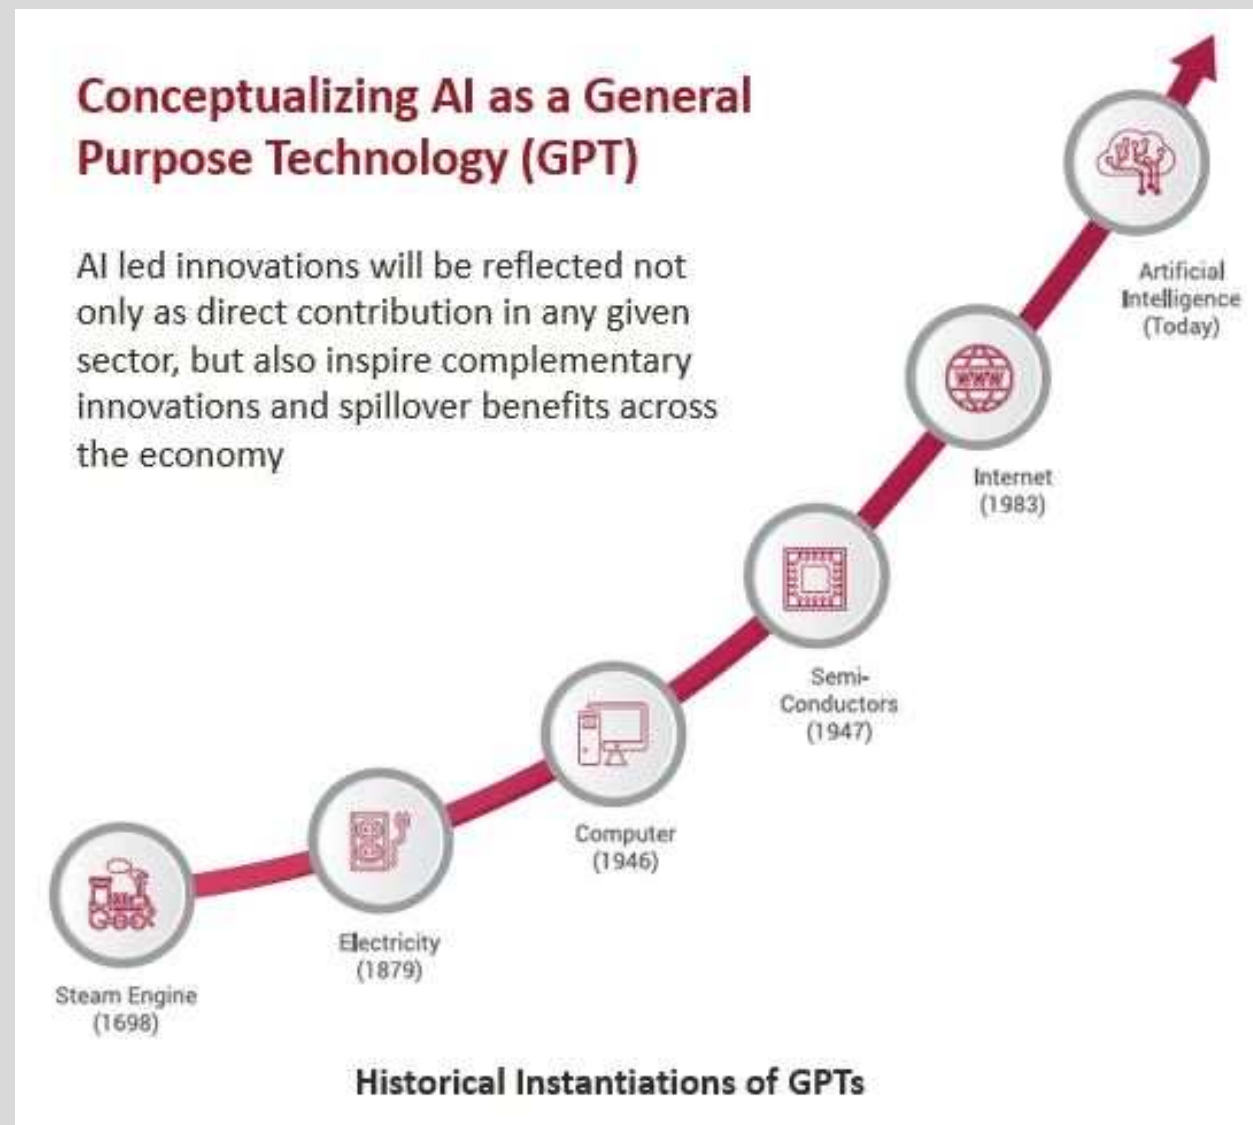 Conceptualizing AI as a General
Purpose Technology (GPT)
AI led innovations will be reflected not
only as direct contribution in any given
sector, but also inspire complementary
innovations and spillover benefits across
the economy
Artificial
Intelligence
(Today)
WWW
Internet
(1983)
Semi-
Conductors
(1947)
Computer
(1946)
Electricity
(1879)
Steam Engine
(1698)
Historical Instantiations of GPTs